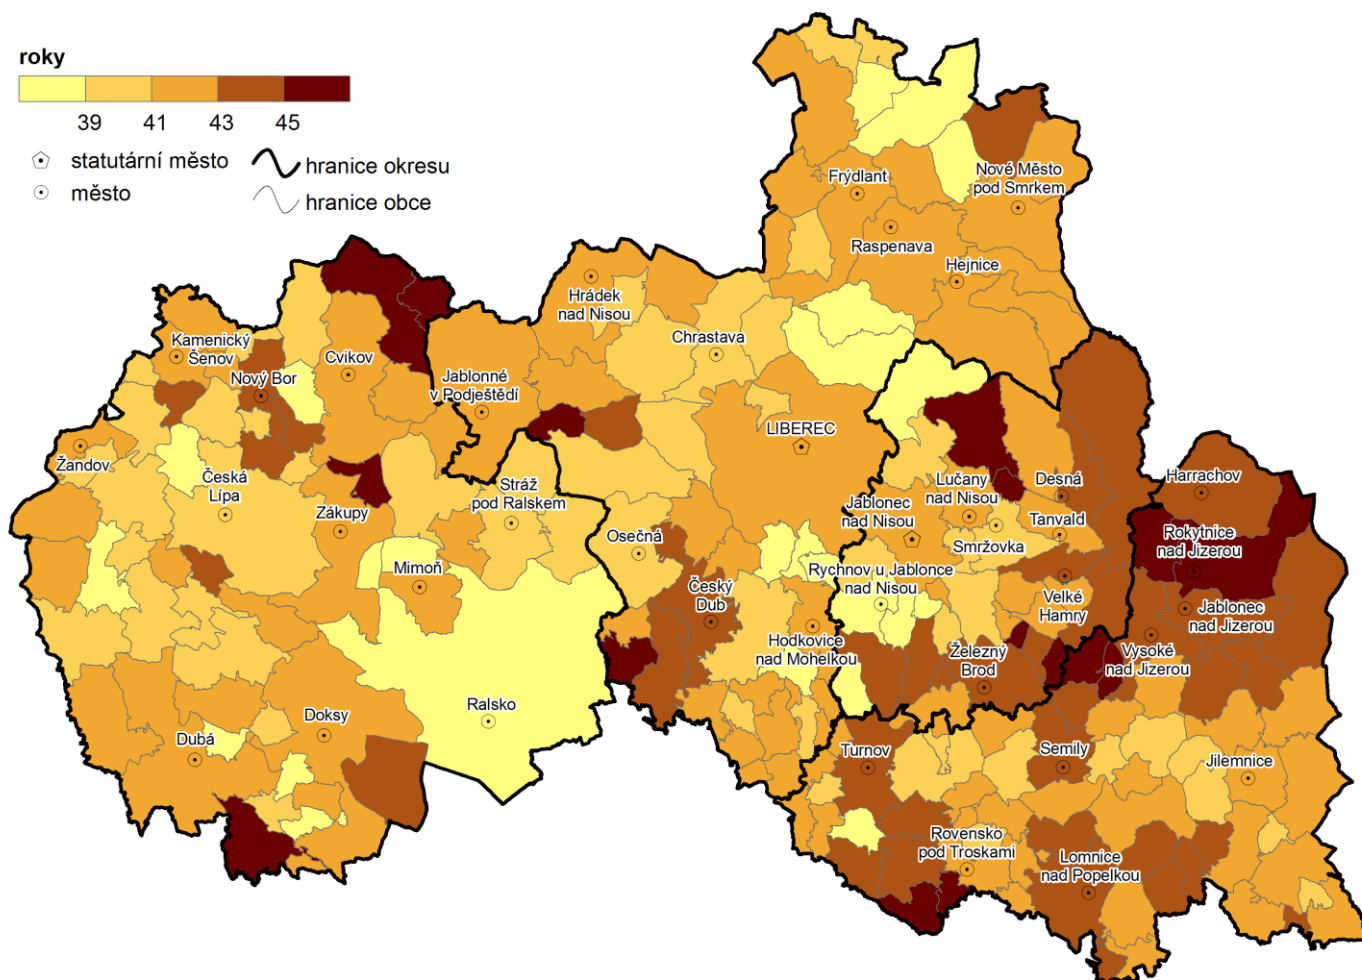 roky
39 41 43 45
statutární město
hranice okresu
město
hranice obce
Frýdlant
Nové Město
pod Smrkem
Raspenava
Hejnice
Hrádek
nad Nisou
Chrastava
Kamenický
Šenov
Nový Bor
Cvikov
Jablonné
v Podještědí
LIBEREC
Žandov
Česká
Lípa
Zákupy
Stráž
pod Ralskem
Mimoň
Osečná
Jablonec
nad Nisou
Lučany
nad Nisou
Desná
Tanvald
Smržovka
Harrachov
Rokytnice
nad Jizerou
Rychnov u Jablonce
nad Nisou
Velké
Hamry
Jablonec
nad Jizerou
Český
Dub
Hodkovice
nad Mohelkou
Železný
Brod
Vysoké
nad Jizerou
Ralsko
Doksy
Dubá
Turnov
Semily
Jilemnice
Rovensko
pod Troskami
Lomnice
nad Popelkou